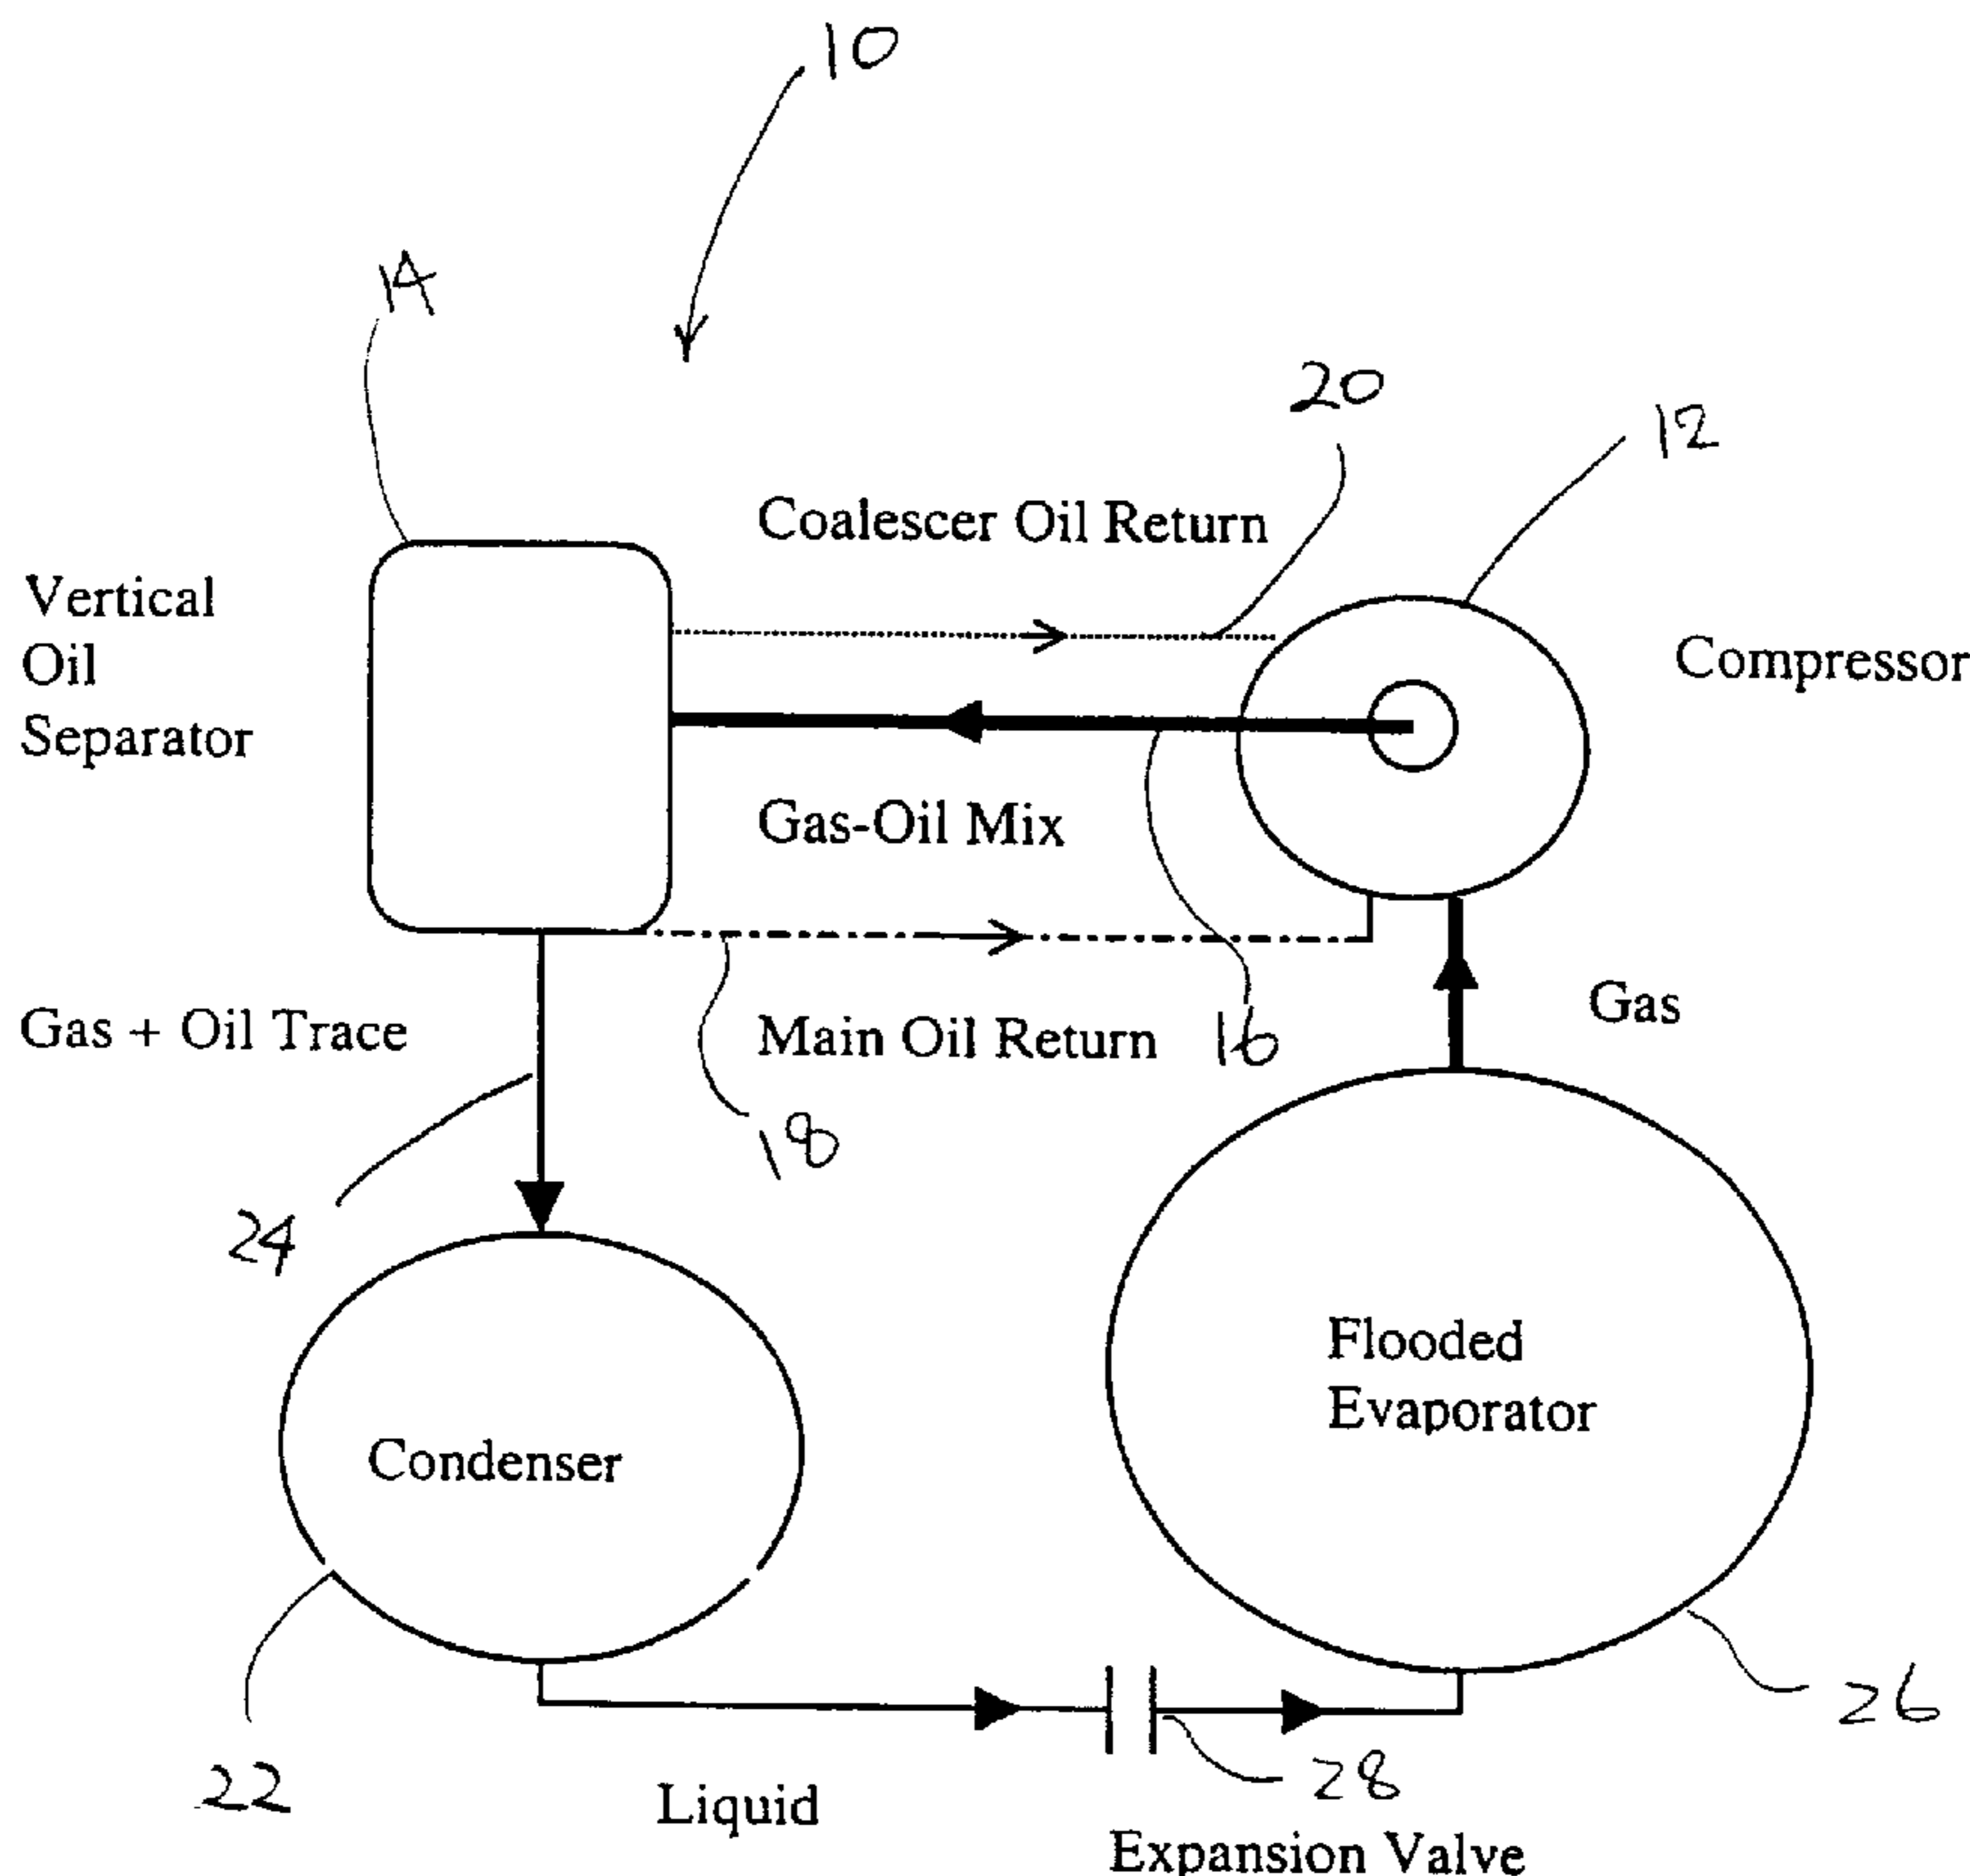 10
14
20
12
Coalescer Oil Return
Vertical
Oil
Separator
Compressor
Gas-Oil Mix
Gas + Oil Trace
Main Oil Return
16
Gas
18
24
Flooded
Evaporator
Condenser
26
22
28
Liquid
Expansion Valve